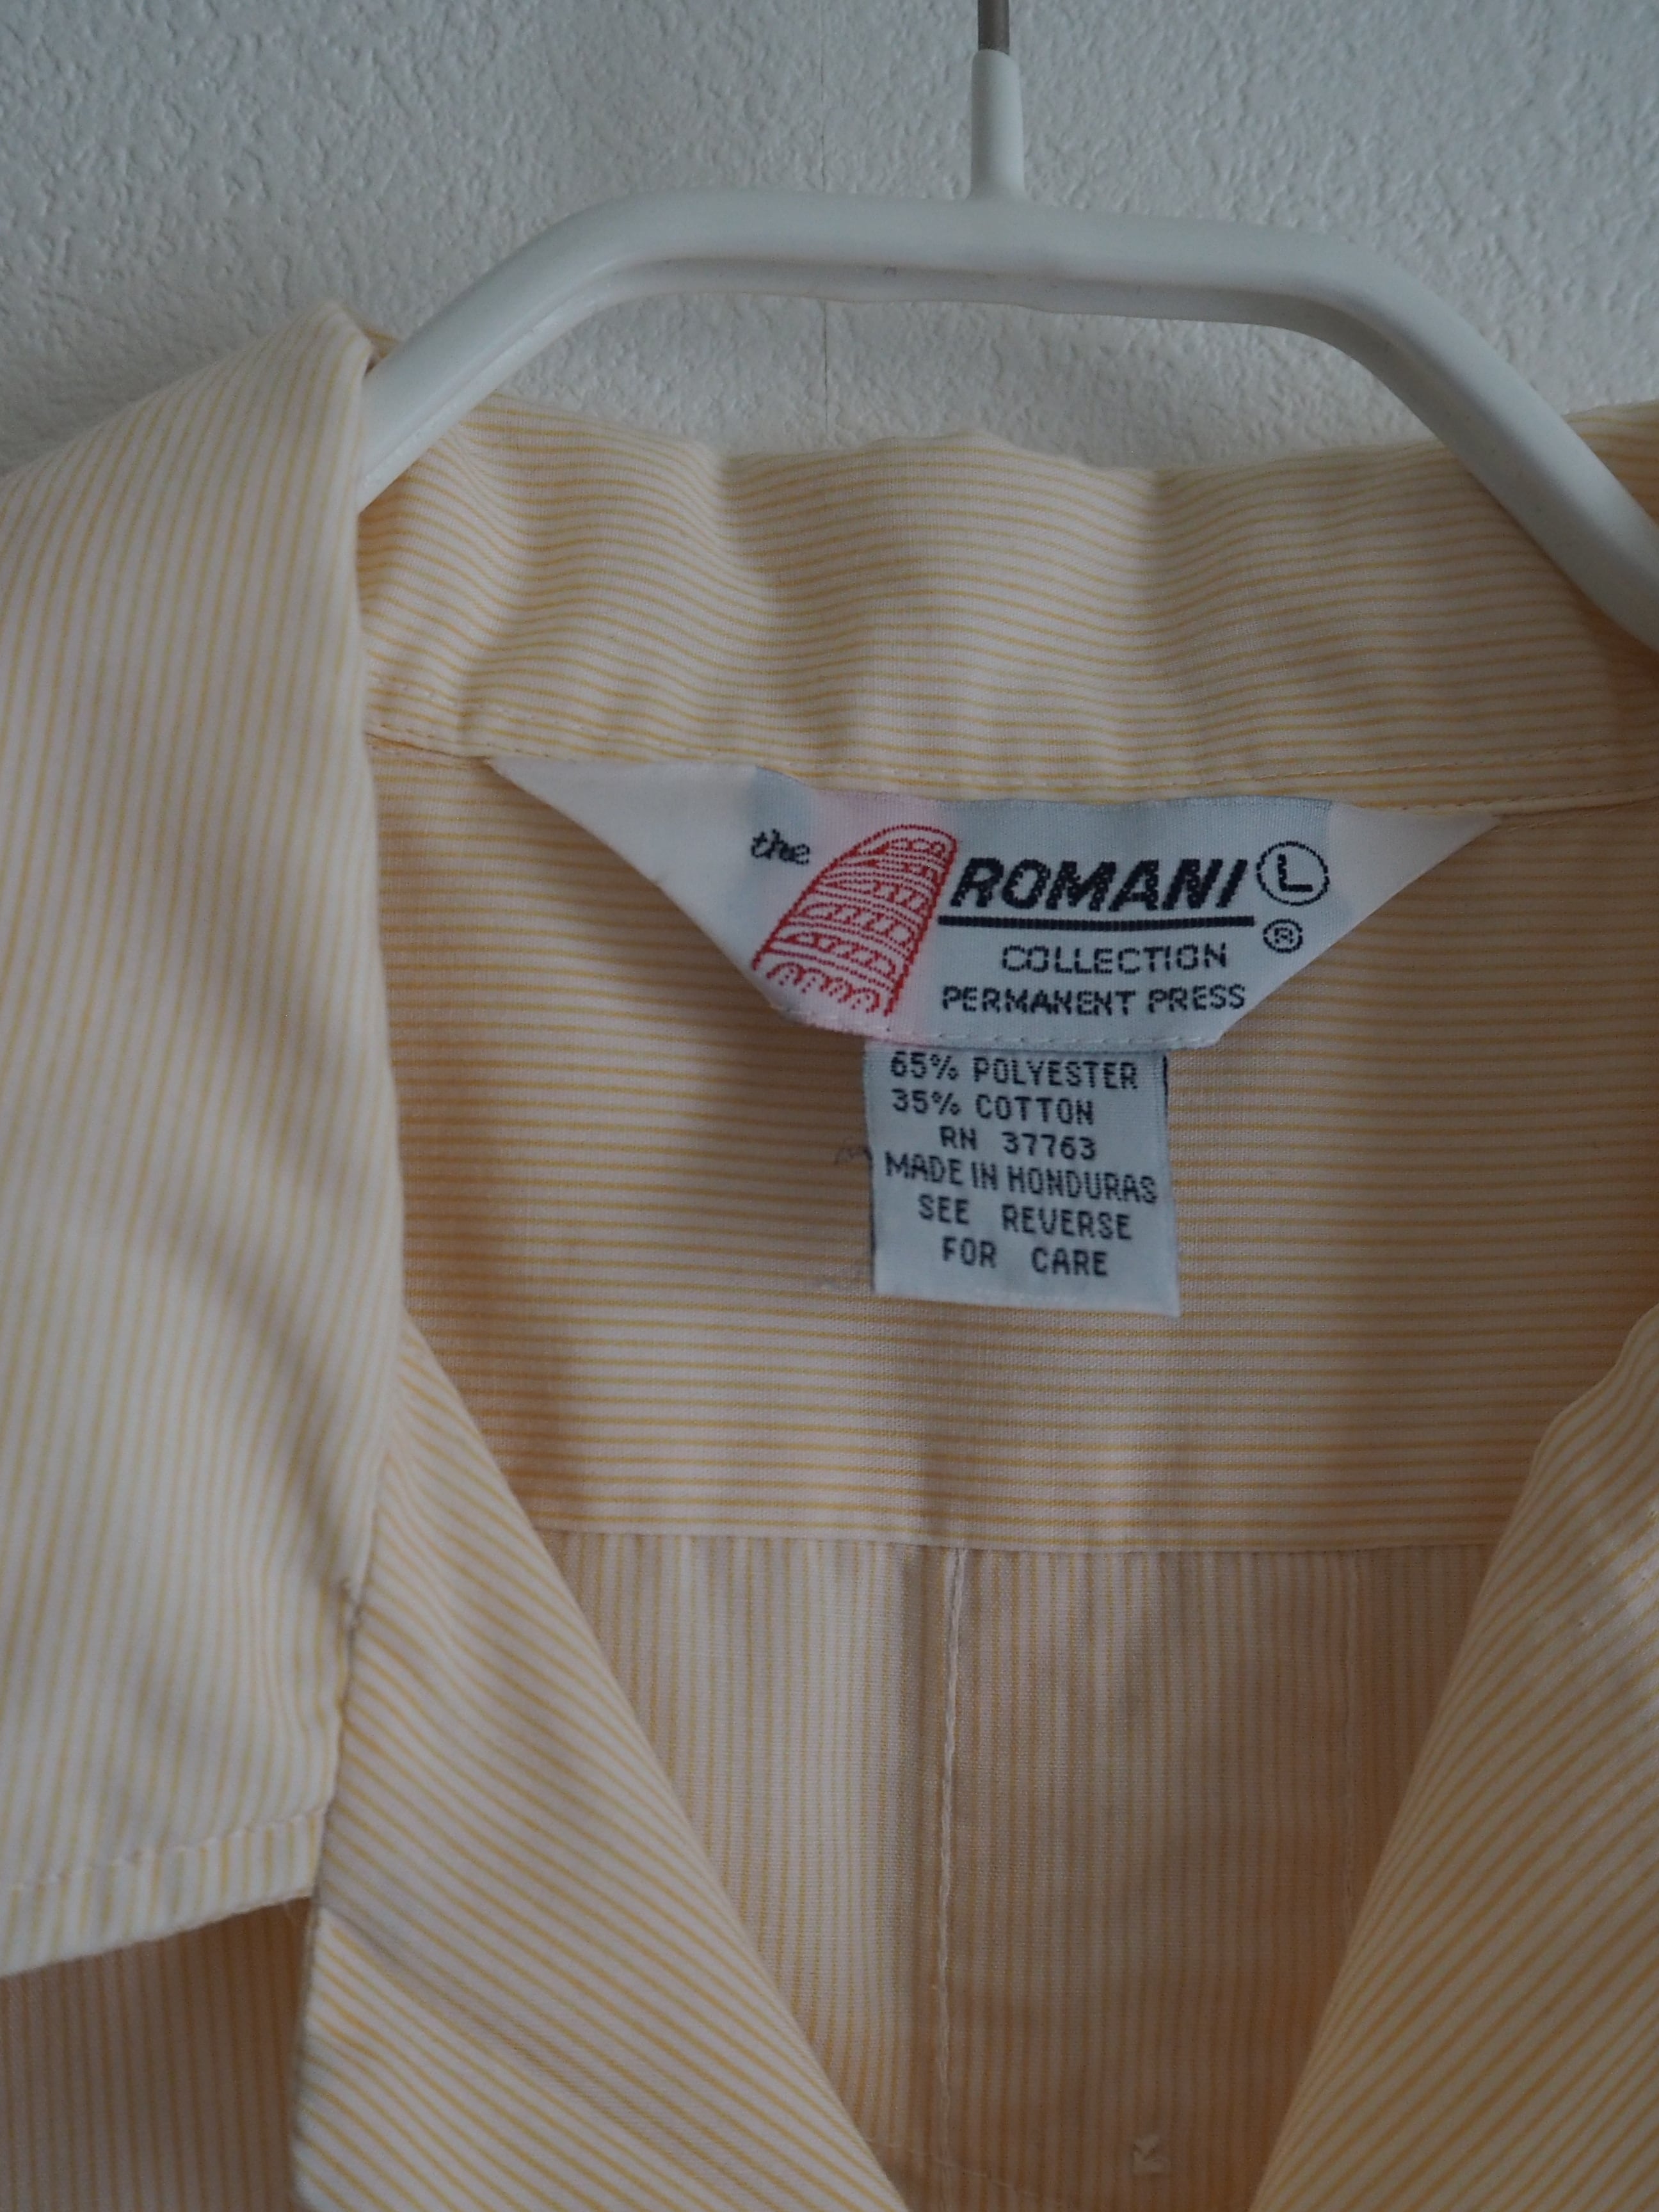 the ROMANI L
®
COLLECTION
PERMANENT PRESS
65% POLYESTER
35% COTTON
RN 37763
MADE IN HONDURAS
SEE REVERSE
FOR CARE